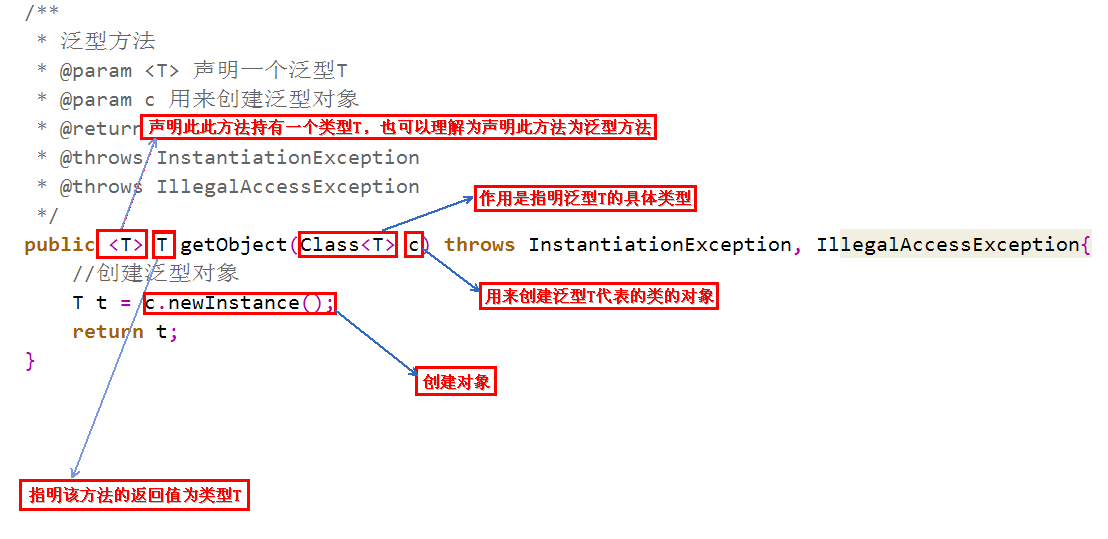 /**
* 泛型方法
* @param <T> 声明一个泛型T
* @param c 用来创建泛型对象
* @return 声明此此方法持有一个类型T，也可以理解为声明此方法为泛型方法
* @throws InstantiationException
* @throws IllegalAccessException
作用是指明泛型T的具体类型
*/
public <T> T getObject(Class<T> c) throws InstantiationException, IllegalAccessException{
//创建泛型对象
用来创建泛型T代表的类的对象
T t = c.newInstance();
return t;
}
创建对象
指明该方法的返回值为类型T